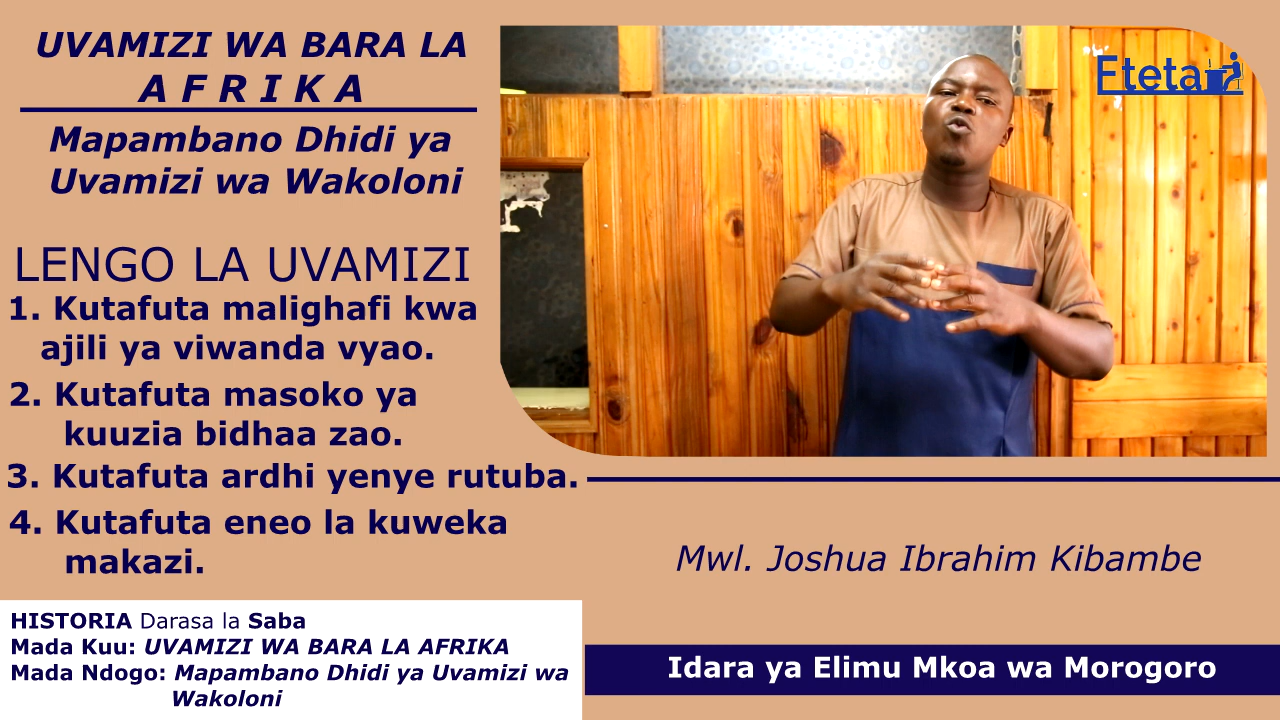 UVAMIZI WA BARA LA
AFRIKA
Mapambano Dhidi ya
Uvamizi wa Wakoloni
LENGO LA UVAMIZI
1. Kutafuta malighafi kwa
ajili ya viwanda vyao.
2. Kutafuta masoko ya
kuuzia bidhaa zao.
3. Kutafuta ardhi yenye rutuba.
4. Kutafuta eneo la kuweka
makazi.
HISTORIA Darasa la Saba
Mada Kuu: UVAMIZI WA BARA LA AFRIKA
Mada Ndogo: Mapambano Dhidi ya Uvamizi wa
Wakoloni
Eteta
Mwl. Joshua Ibrahim Kibambe
Idara ya Elimu Mkoa wa Morogoro